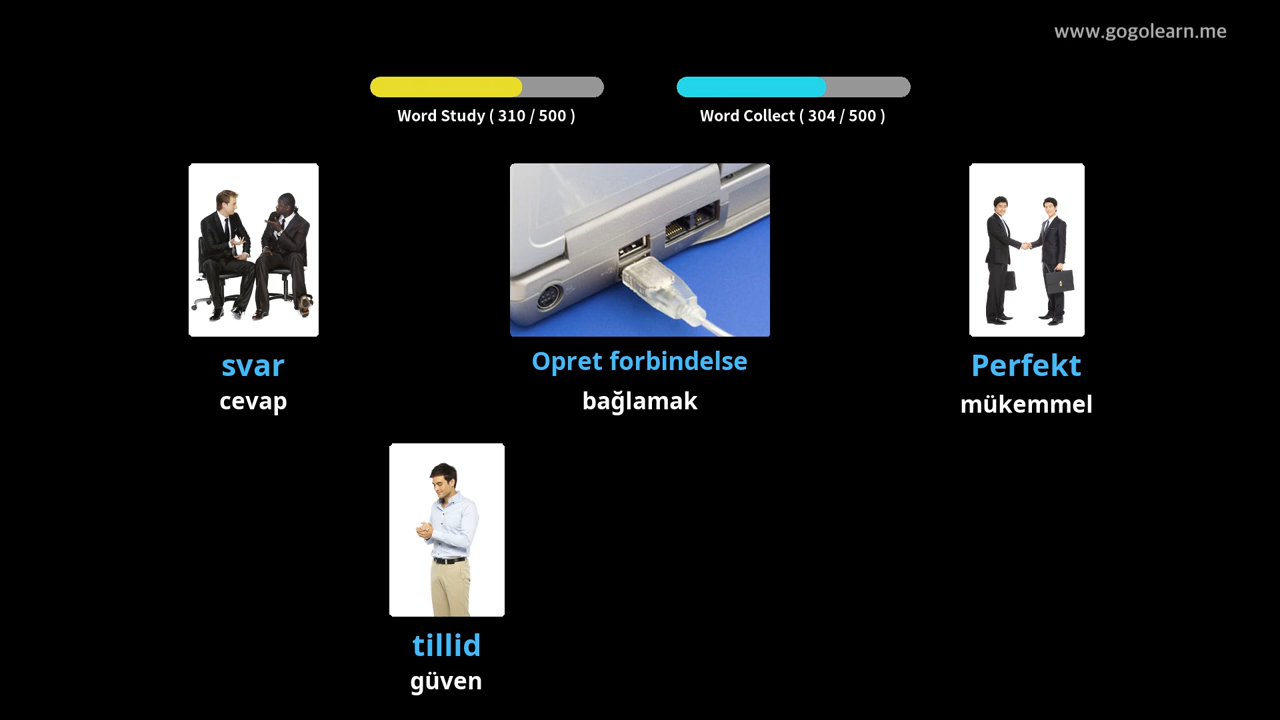 www.gogolearn.me
Word Study ( 310 / 500 )
Word Collect ( 304 / 500 )
svar
cevap
Opret forbindelse
bağlamak
Perfekt
mükemmel
tillid
güven